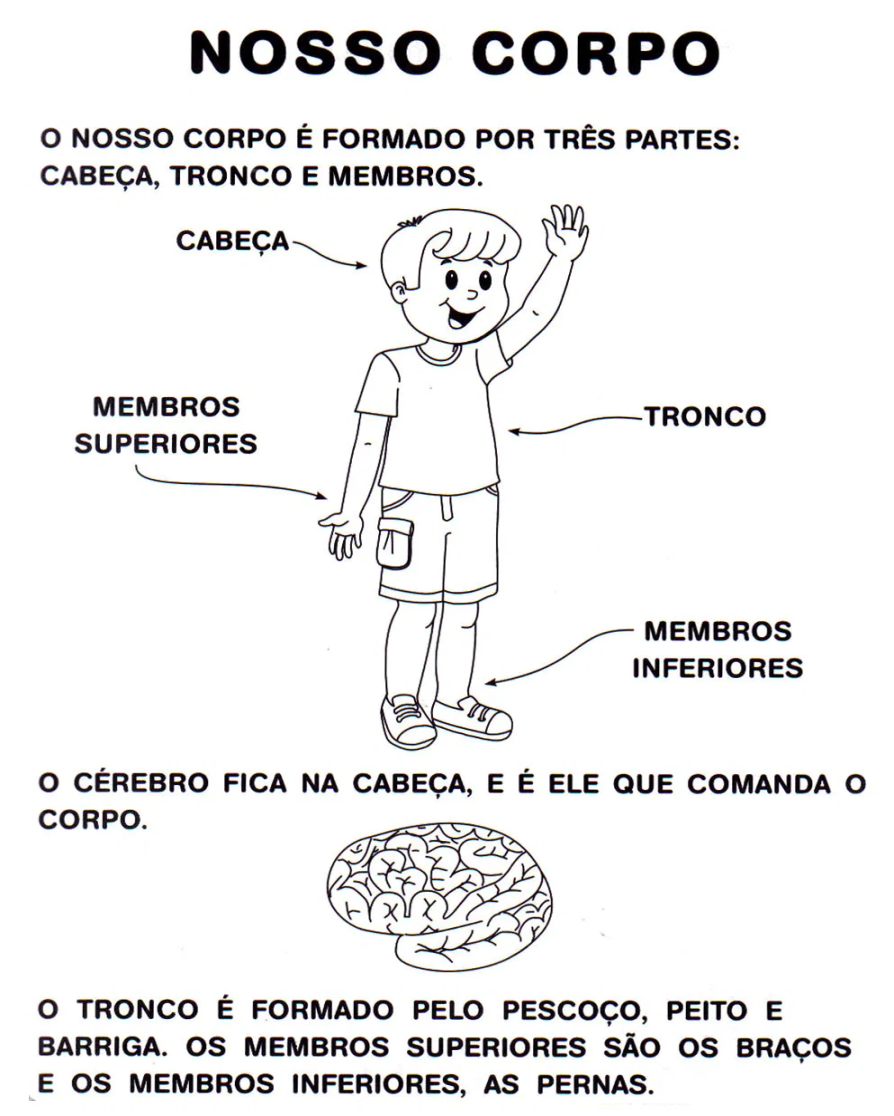 NOSSO CORPO
O NOSSO CORPO É FORMADO POR TRÊS PARTES:
CABEÇA, TRONCO E MEMBROS.
CABEÇA
MEMBROS
SUPERIORES
TRONCO
MEMBROS
INFERIORES
O CÉREBRO FICA NA CABEÇA, E É ELE QUE COMANDA O
CORPO.
O TRONCO É FORMADO PELO PESCOÇO, PEITO E
BARRIGA. OS MEMBROS SUPERIORES SÃO OS BRAÇOS
E OS MEMBROS INFERIORES, AS PERNAS.